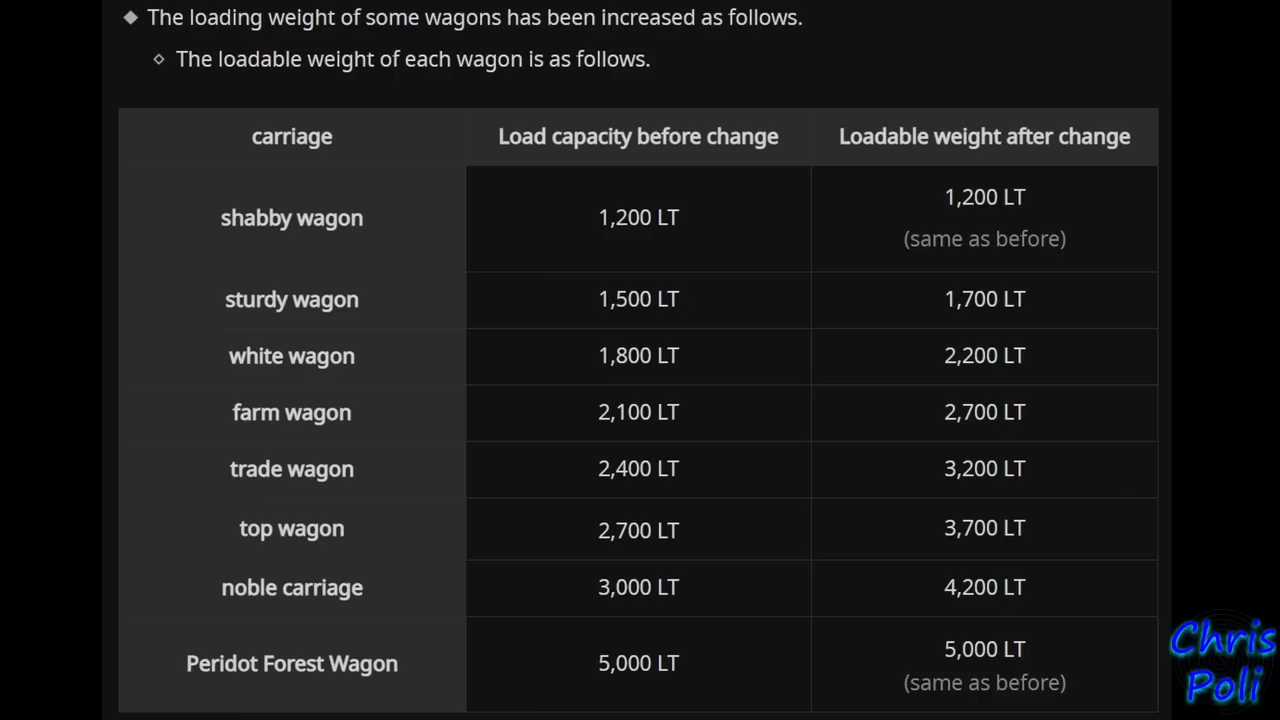 The loading weight of some wagons has been increased as follows.
The loadable weight of each wagon is as follows.
carriage Load capacity before change Loadable weight after change
shabby wagon 1,200 LT 1,200 LT
(same as before)
sturdy wagon 1,500 LT 1,700 LT
white wagon 1,800 LT 2,200 LT
farm wagon 2,100 LT 2,700 LT
trade wagon 2,400 LT 3,200 LT
top wagon 2,700 LT 3,700 LT
noble carriage 3,000 LT 4,200 LT
Peridot Forest Wagon 5,000 LT 5,000 LT
(same as before)
Chris
Poli